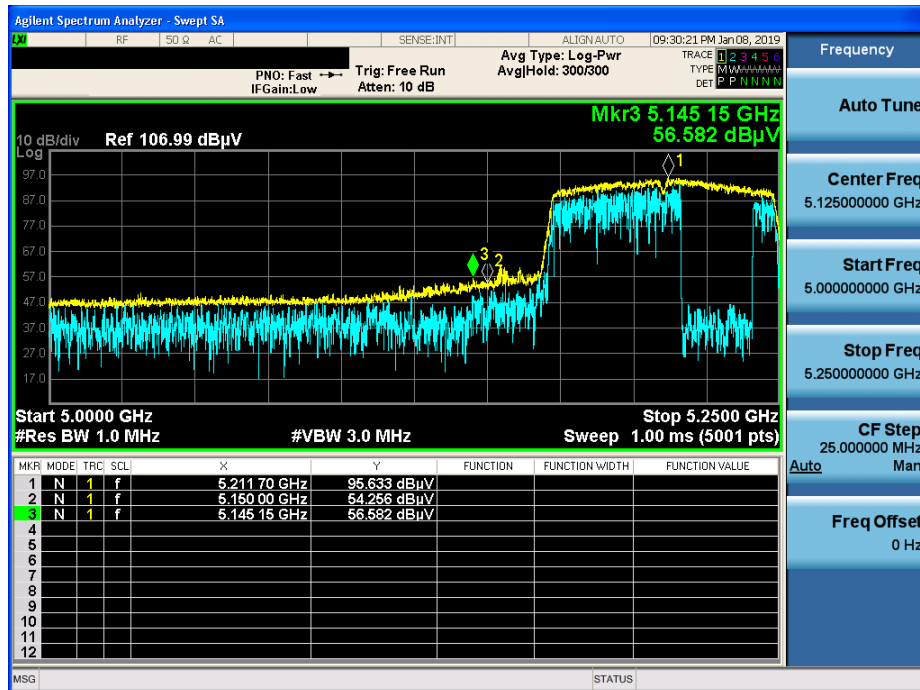 Agilent Spectrum Analyzer - Swept SA
LXI RF 50 Ω AC SENSE:INT ALIGN AUTO 09:30:21 PM Jan 08, 2019
Frequency
PNO: Fast Trig: Free Run Avg Type: Log-Pwr TRACE 1 2 3 4 5 6
IFGain:Low Atten: 10 dB Avg|Hold: 300/300 TYPE M W W W W W
DET P P N N N N
Auto Tune
Mkr3 5.145 15 GHz
10 dB/div Ref 106.99 dBµV 56.582 dBµV
Log
97.0
87.0
77.0
67.0
57.0
47.0
37.0
27.0
17.0
1
3
2
Center Freq
5.125000000 GHz
Start Freq
5.000000000 GHz
Stop Freq
5.250000000 GHz
Start 5.0000 GHz Stop 5.2500 GHz
#Res BW 1.0 MHz #VBW 3.0 MHz Sweep 1.00 ms (5001 pts)
CF Step
25.000000 MHz
Auto Man
Freq Offset
0 Hz
MKR MODE TRC SCL X Y FUNCTION FUNCTION WIDTH FUNCTION VALUE
1 N 1 f 5.211 70 GHz 95.633 dBµV
2 N 1 f 5.150 00 GHz 54.256 dBµV
3 N 1 f 5.145 15 GHz 56.582 dBµV
4
5
6
7
8
9
10
11
12
MSG STATUS